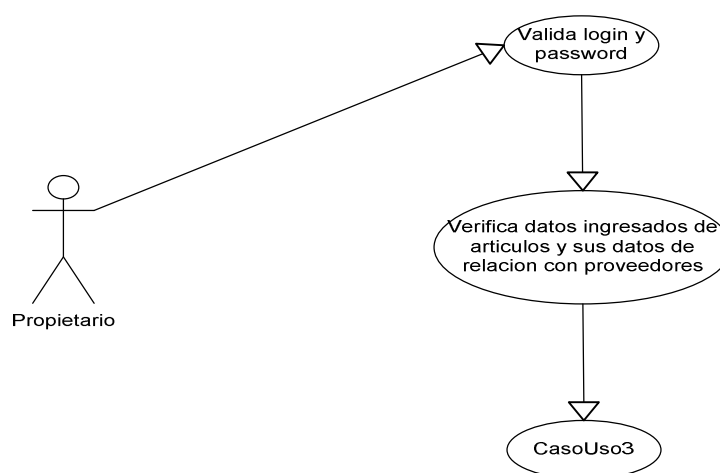 Valida login y
password
Verifica datos ingresados de
articulos y sus datos de
relacion con proveedores
Propietario
CasoUso3